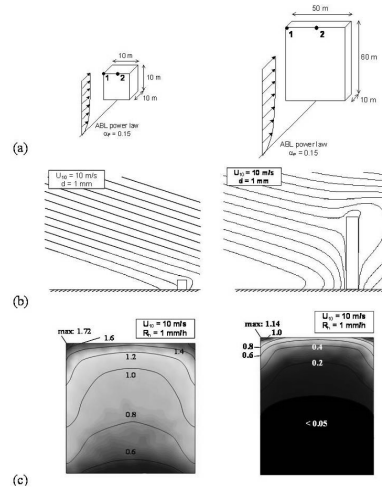 50 m
10 m
1 2
60 m
1 2
10 m
10 m
10 m
ABL power law
αP = 0.15
ABL power law
αP = 0.15
(a)
U10 = 10 m/s
d = 1 mm
U10 = 10 m/s
d = 1 mm
(b)
U10 = 10 m/s
Rh = 1 mm/h
U10 = 10 m/s
Rh = 1 mm/h
max: 1.72
1.6
max: 1.14
1.0
1.4
1.2
0.8
0.4
0.6
1.0
0.2
0.8
< 0.05
0.6
(c)